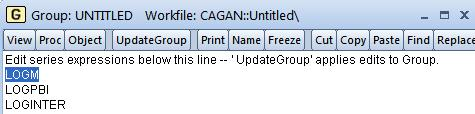 G Group: UNTITLED Workfile: CAGAN::Untitled\
View Proc Object UpdateGroup Print Name Freeze Cut Copy Paste Find Replace
Edit series expressions below this line -- 'UpdateGroup' applies edits to Group.
LOGM
LOGPBI
LOGINTER